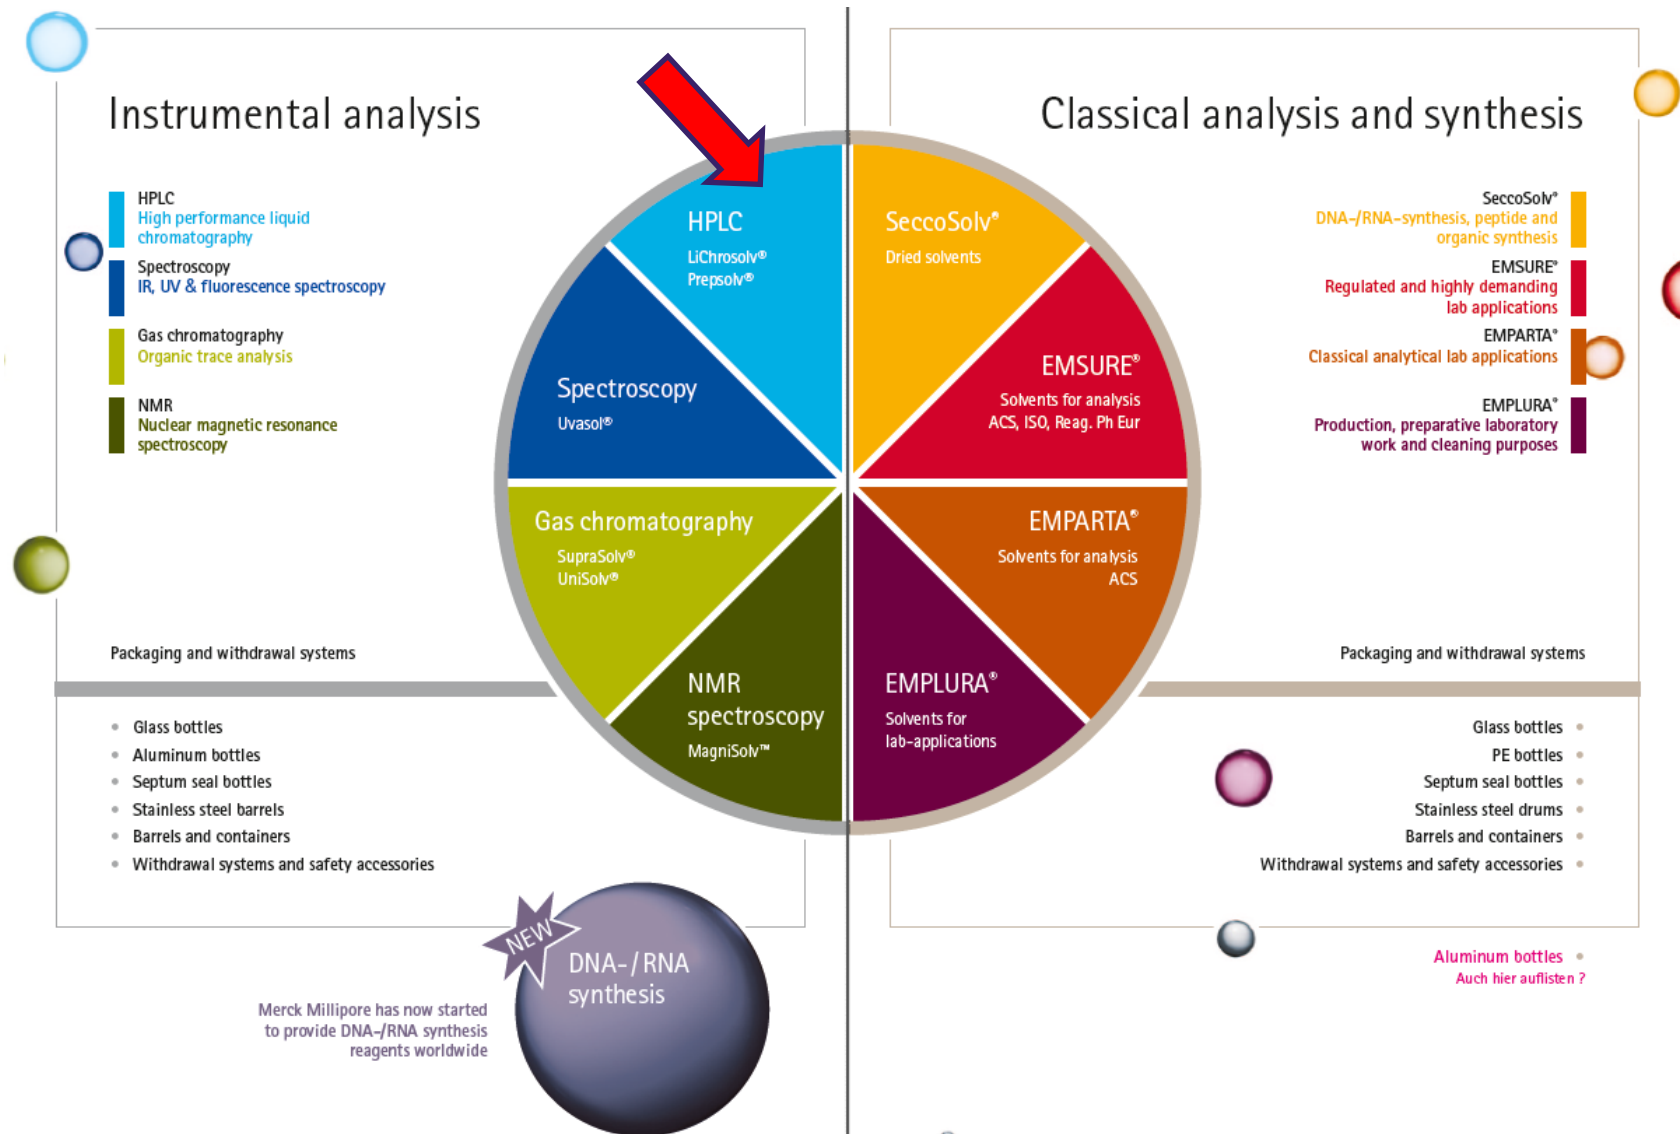 Instrumental analysis
HPLC
High performance liquid
chromatography
Spectroscopy
IR, UV & fluorescence spectroscopy
Gas chromatography
Organic trace analysis
NMR
Nuclear magnetic resonance
spectroscopy
Packaging and withdrawal systems
• Glass bottles
• Aluminum bottles
• Septum seal bottles
• Stainless steel barrels
• Barrels and containers
• Withdrawal systems and safety accessories
HPLC
LiChrosolv®
Prepsolv®
Spectroscopy
Uvasol®
Gas chromatography
SupraSolv®
UniSolv®
NMR
spectroscopy
MagniSolv™
SeccoSolv®
Dried solvents
EMSURE®
Solvents for analysis
ACS, ISO, Reag. Ph Eur
EMPARTA®
Solvents for analysis
ACS
EMPLURA®
Solvents for
lab-applications
Classical analysis and synthesis
SeccoSolv®
DNA-/RNA-synthesis, peptide and
organic synthesis
EMSURE®
Regulated and highly demanding
lab applications
EMPARTA®
Classical analytical lab applications
EMPLURA®
Production, preparative laboratory
work and cleaning purposes
Packaging and withdrawal systems
Glass bottles •
PE bottles •
Septum seal bottles •
Stainless steel drums •
Barrels and containers •
Withdrawal systems and safety accessories •
Aluminum bottles •
Auch hier auflisten ?
NEW
DNA-/RNA
synthesis
Merck Millipore has now started
to provide DNA-/RNA synthesis
reagents worldwide